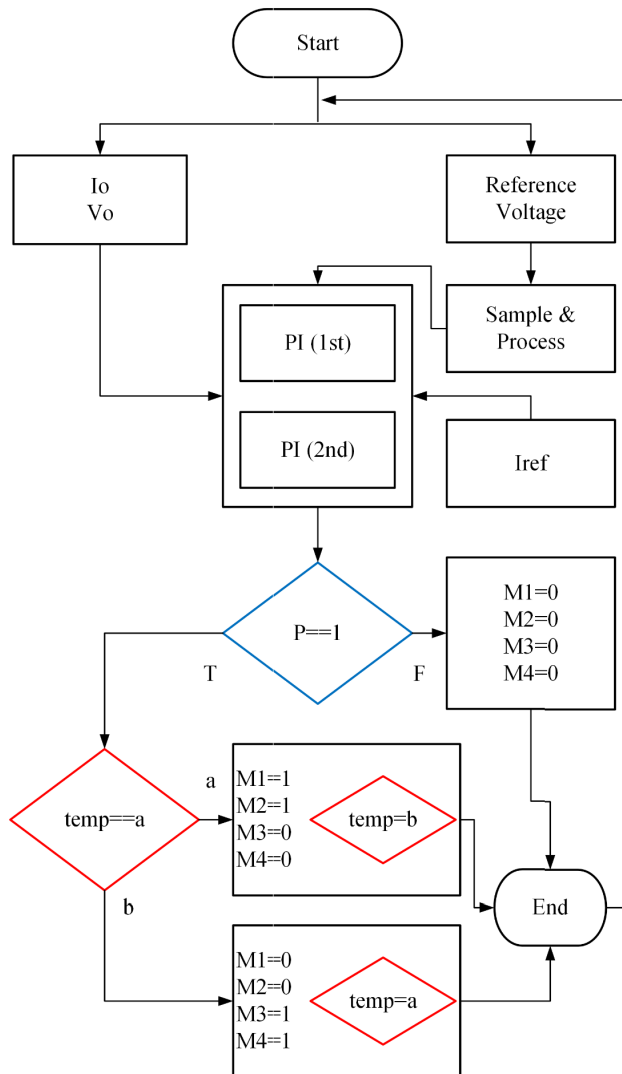 Start
Io
Vo
Reference
Voltage
Sample &
Process
PI (1st)
PI (2nd)
Iref
P==1
T
F
M1=0
M2=0
M3=0
M4=0
temp==a
a
b
M1=1
M2=1
M3=0
M4=0
temp=b
End
M1=0
M2=0
M3=1
M4=1
temp=a